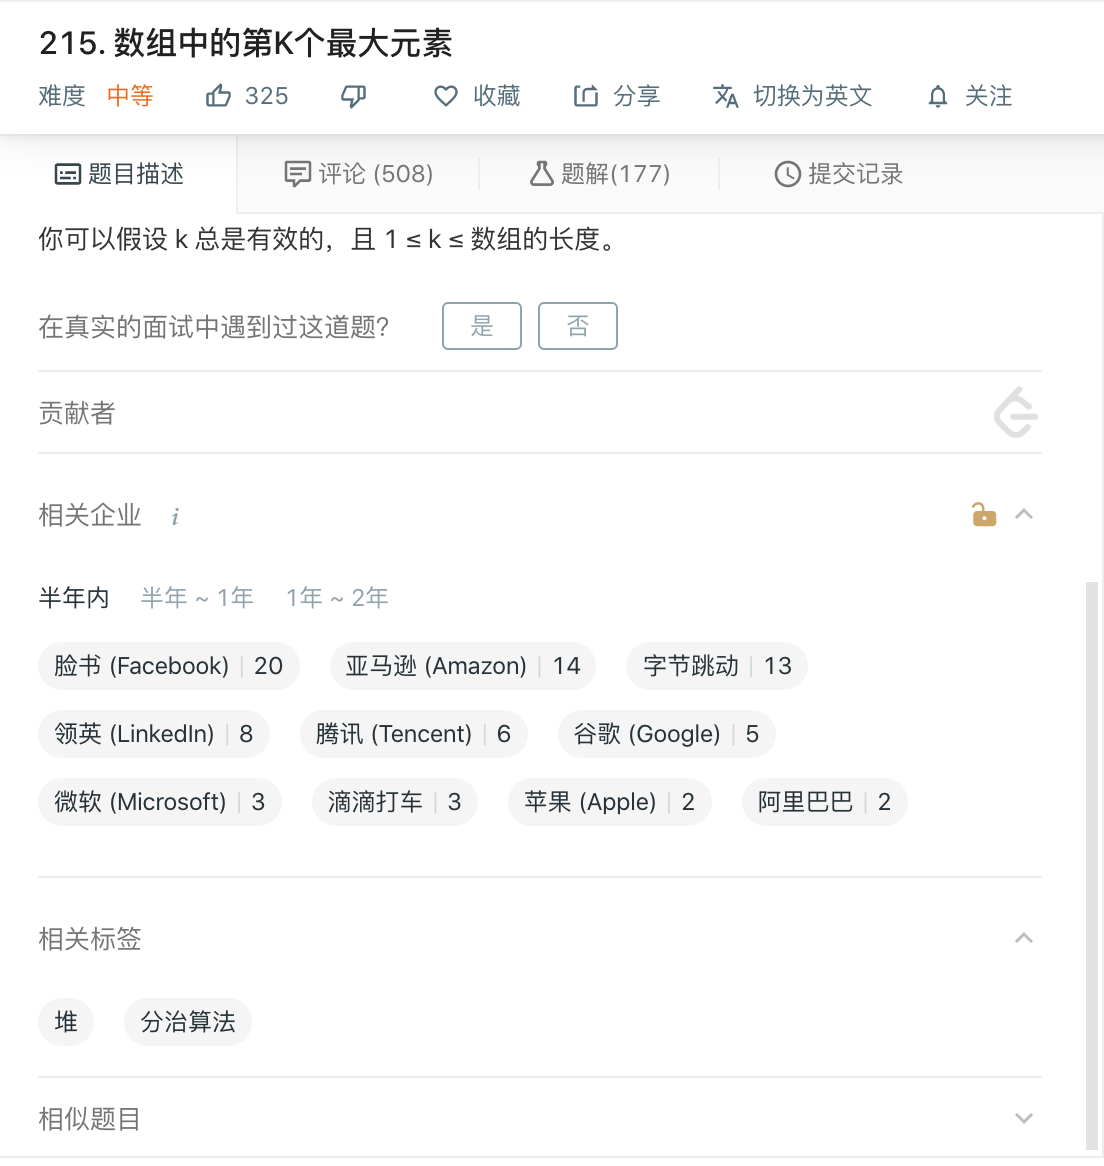 215. 数组中的第K个最大元素
难度 中等 325 收藏 分享 切换为英文 关注
题目描述 评论 (508) 题解(177) 提交记录
你可以假设 k 总是有效的，且 1 ≤ k ≤ 数组的长度。
在真实的面试中遇到过这道题? 是 否
贡献者
相关企业 i
半年内 半年 ~ 1年 1年 ~ 2年
脸书 (Facebook) | 20 亚马逊 (Amazon) | 14 字节跳动 | 13
领英 (LinkedIn) | 8 腾讯 (Tencent) | 6 谷歌 (Google) | 5
微软 (Microsoft) | 3 滴滴打车 | 3 苹果 (Apple) | 2 阿里巴巴 | 2
相关标签
堆 分治算法
相似题目